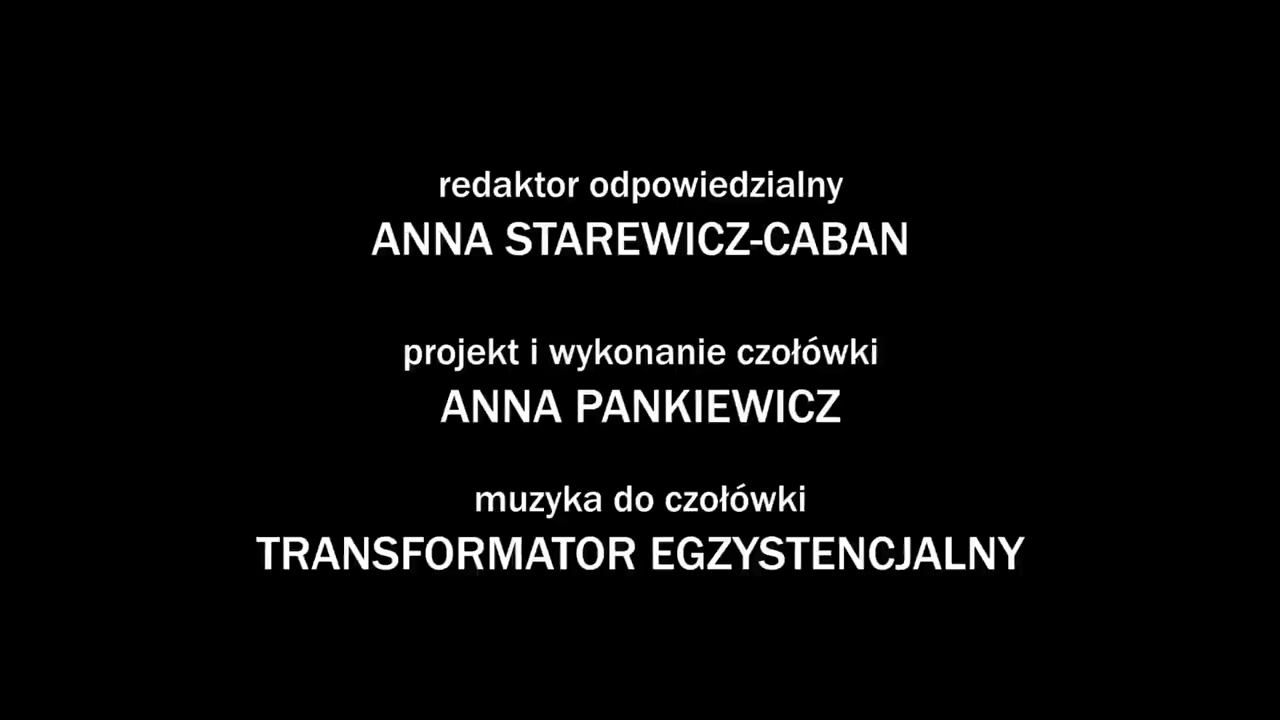 redaktor odpowiedzialny
ANNA STAREWICZ-CABAN
projekt i wykonanie czołówki
ANNA PANKIEWICZ
muzyka do czołówki
TRANSFORMATOR EGZYSTENCJALNY